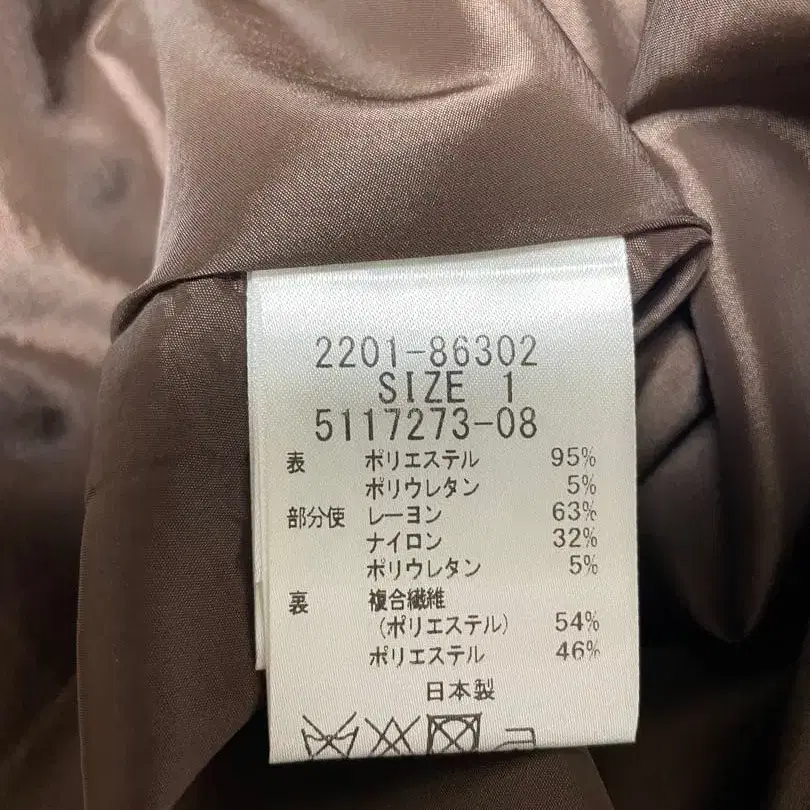 2201-86302
SIZE 1
5117273-08
表 ポリエステル 95%
ポリウレタン 5%
部分使 レーヨン 63%
ナイロン 32%
ポリウレタン 5%
裏 複合繊維
(ポリエステル) 54%
ポリエステル 46%
日本製